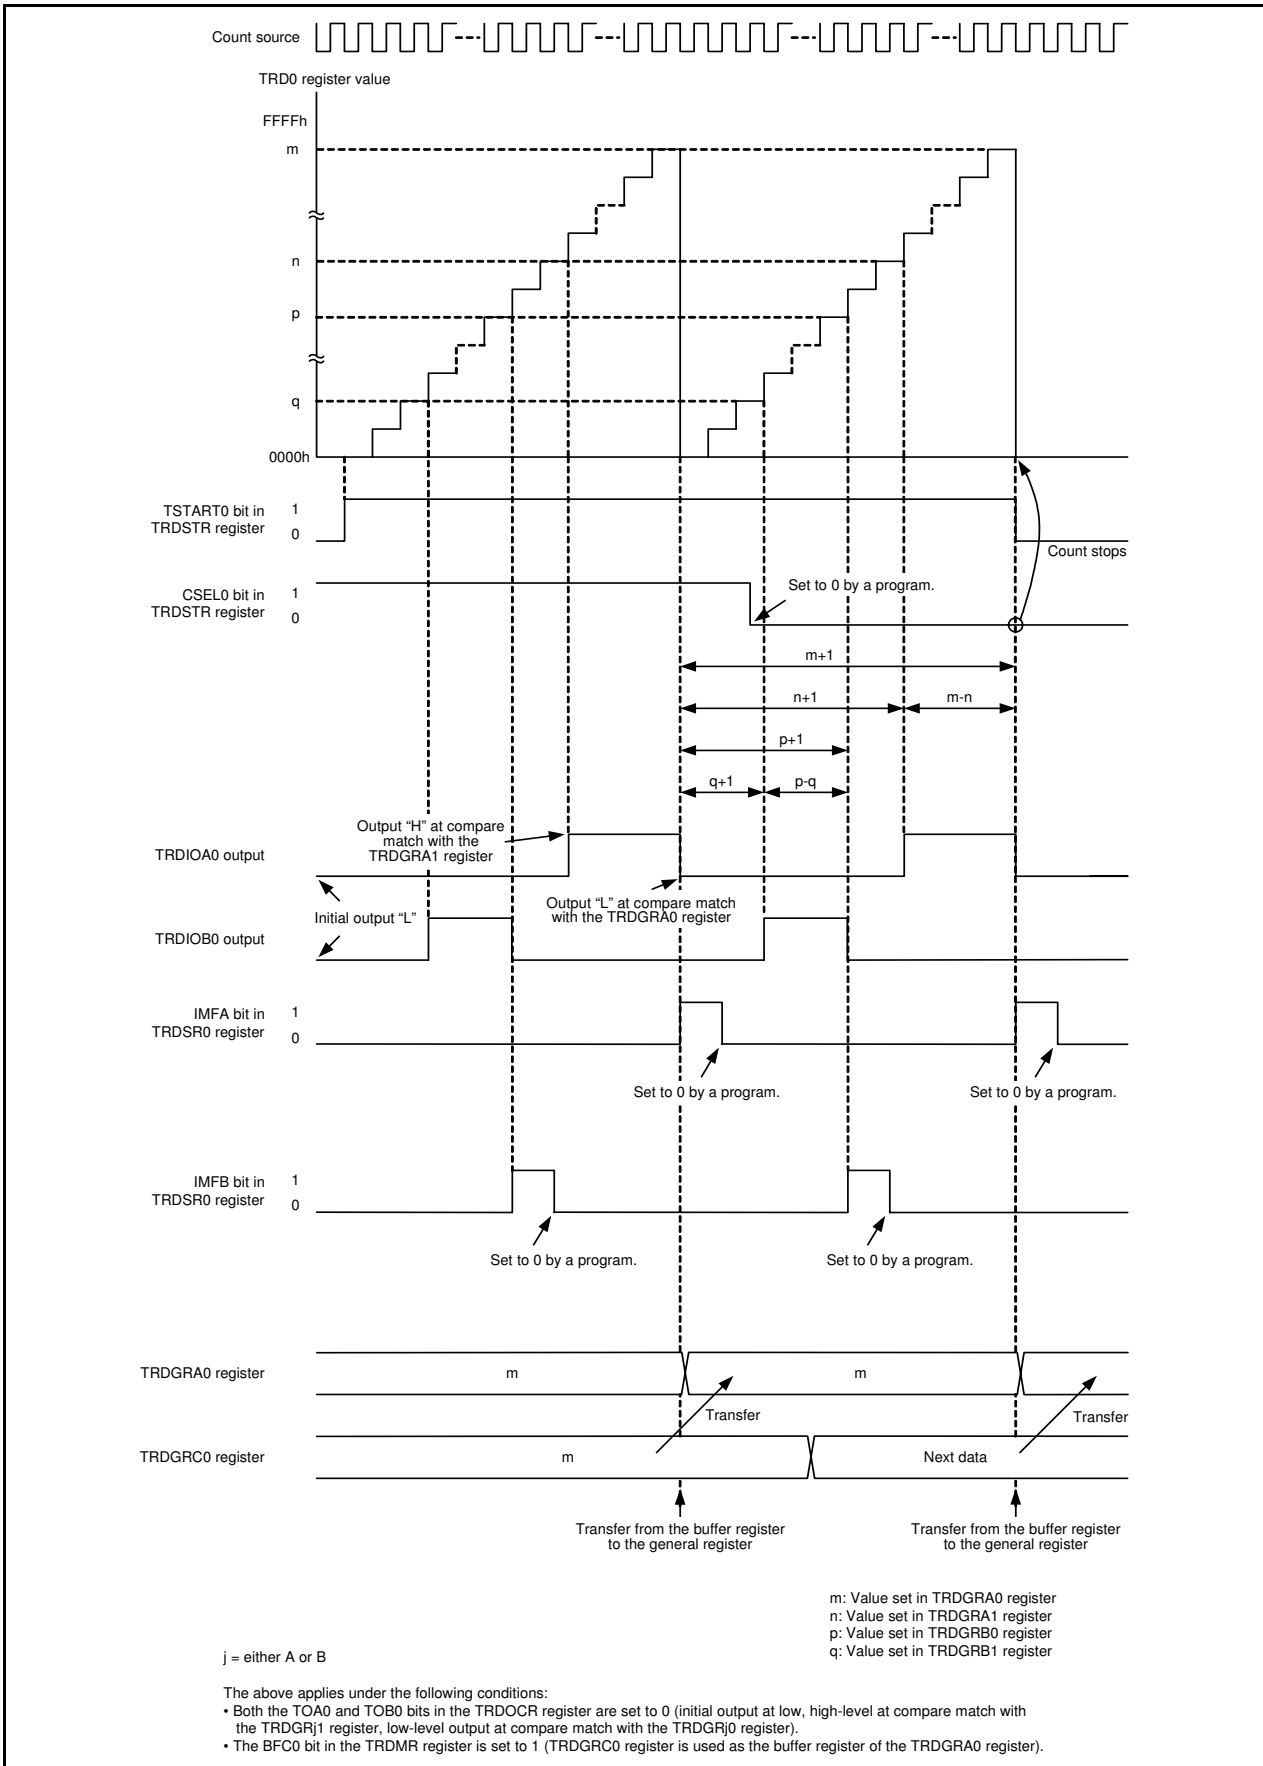 Count source
TRD0 register value
FFFFh
m
n
p
q
0000h
TSTART0 bit in
TRDSTR register
1
0
Count stops
CSEL0 bit in
TRDSTR register
1
0
Set to 0 by a program.
m+1
n+1
m-n
p+1
q+1
p-q
Output “H” at compare
match with the
TRDGRA1 register
TRDIOA0 output
Output “L” at compare match
with the TRDGRA0 register
Initial output “L”
TRDIOB0 output
IMFA bit in
TRDSR0 register
1
0
Set to 0 by a program.
Set to 0 by a program.
IMFB bit in
TRDSR0 register
1
0
Set to 0 by a program.
Set to 0 by a program.
TRDGRA0 register
m
m
Transfer
Transfer
TRDGRC0 register
m
Next data
Transfer from the buffer register
to the general register
Transfer from the buffer register
to the general register
m: Value set in TRDGRA0 register
n: Value set in TRDGRA1 register
p: Value set in TRDGRB0 register
q: Value set in TRDGRB1 register
j = either A or B
The above applies under the following conditions:
• Both the TOA0 and TOB0 bits in the TRDOCR register are set to 0 (initial output at low, high-level at compare match with
the TRDGRj1 register, low-level output at compare match with the TRDGRj0 register).
• The BFC0 bit in the TRDMR register is set to 1 (TRDGRC0 register is used as the buffer register of the TRDGRA0 register).